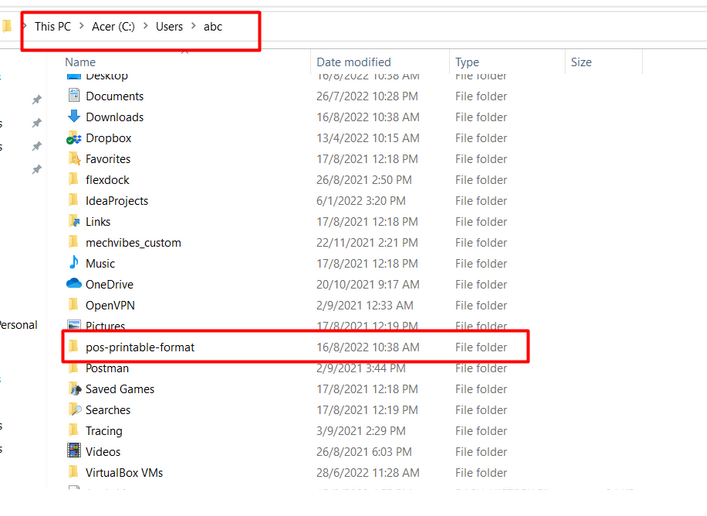 This PC > Acer (C:) > Users > abc
Name Date modified Type Size
Desktop 16/8/2022 10:38 AM File folder
Documents 26/7/2022 10:28 PM File folder
Downloads 16/8/2022 10:38 AM File folder
Dropbox 13/4/2022 10:15 AM File folder
Favorites 17/8/2021 12:18 PM File folder
flexdock 26/8/2021 2:50 PM File folder
IdeaProjects 6/1/2022 3:20 PM File folder
Links 17/8/2021 12:18 PM File folder
mechvibes_custom 22/11/2021 2:21 PM File folder
Music 17/8/2021 12:18 PM File folder
OneDrive 20/10/2021 9:17 AM File folder
OpenVPN 2/9/2021 12:33 AM File folder
Personal
Pictures 17/8/2021 12:19 PM File folder
pos-printable-format 16/8/2022 10:38 AM File folder
Postman 2/9/2021 3:44 PM File folder
Saved Games 17/8/2021 12:18 PM File folder
Searches 17/8/2021 12:19 PM File folder
Tracing 3/9/2021 2:29 PM File folder
Videos 26/8/2021 6:03 PM File folder
VirtualBox VMs 28/6/2022 11:28 AM File folder